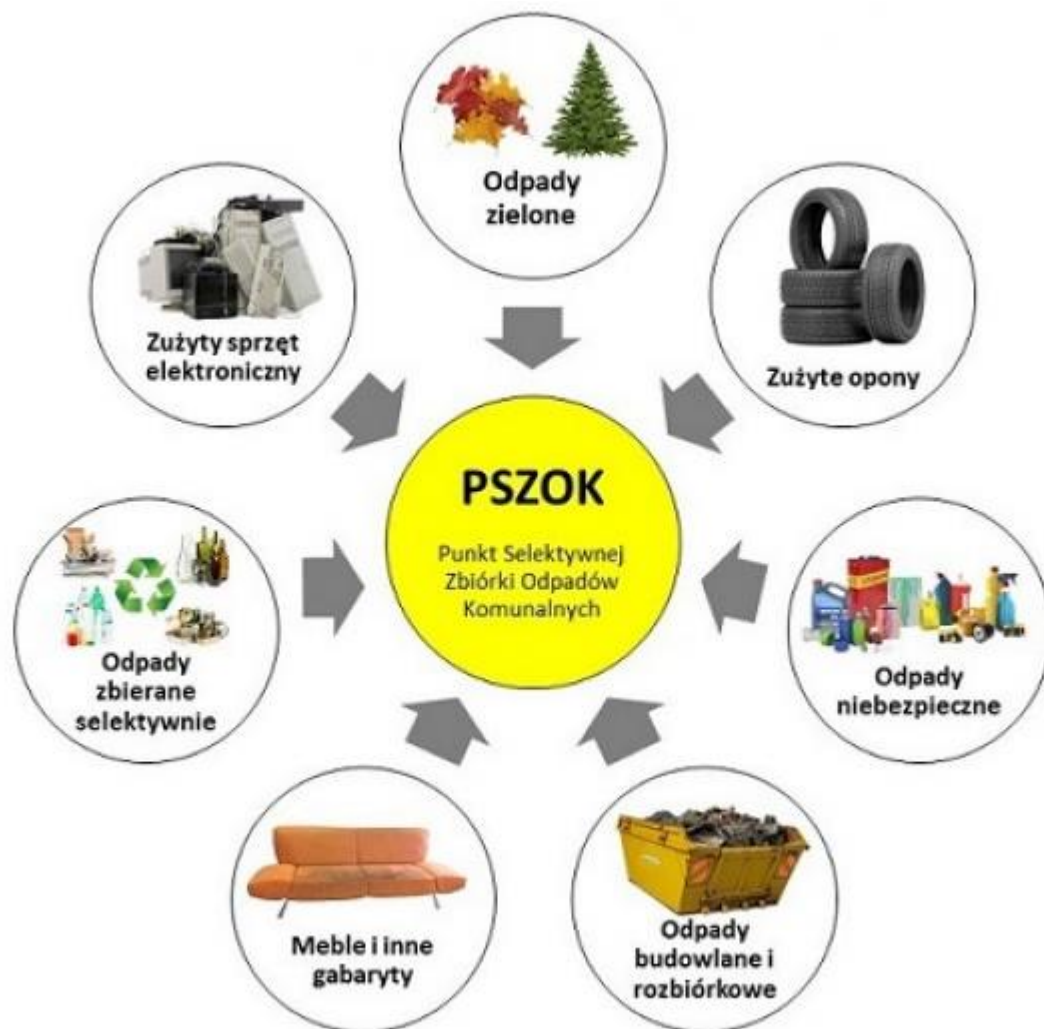 Odpady
zielone
Zużyty sprzęt
elektroniczny
Zużyte opony
PSZOK
Punkt Selektywnej
Zbiórki Odpadów
Komunalnych
Odpady
zbierane
selektywnie
Odpady
niebezpieczne
Meble i inne
gabaryty
Odpady
budowlane i
rozbiórkowe